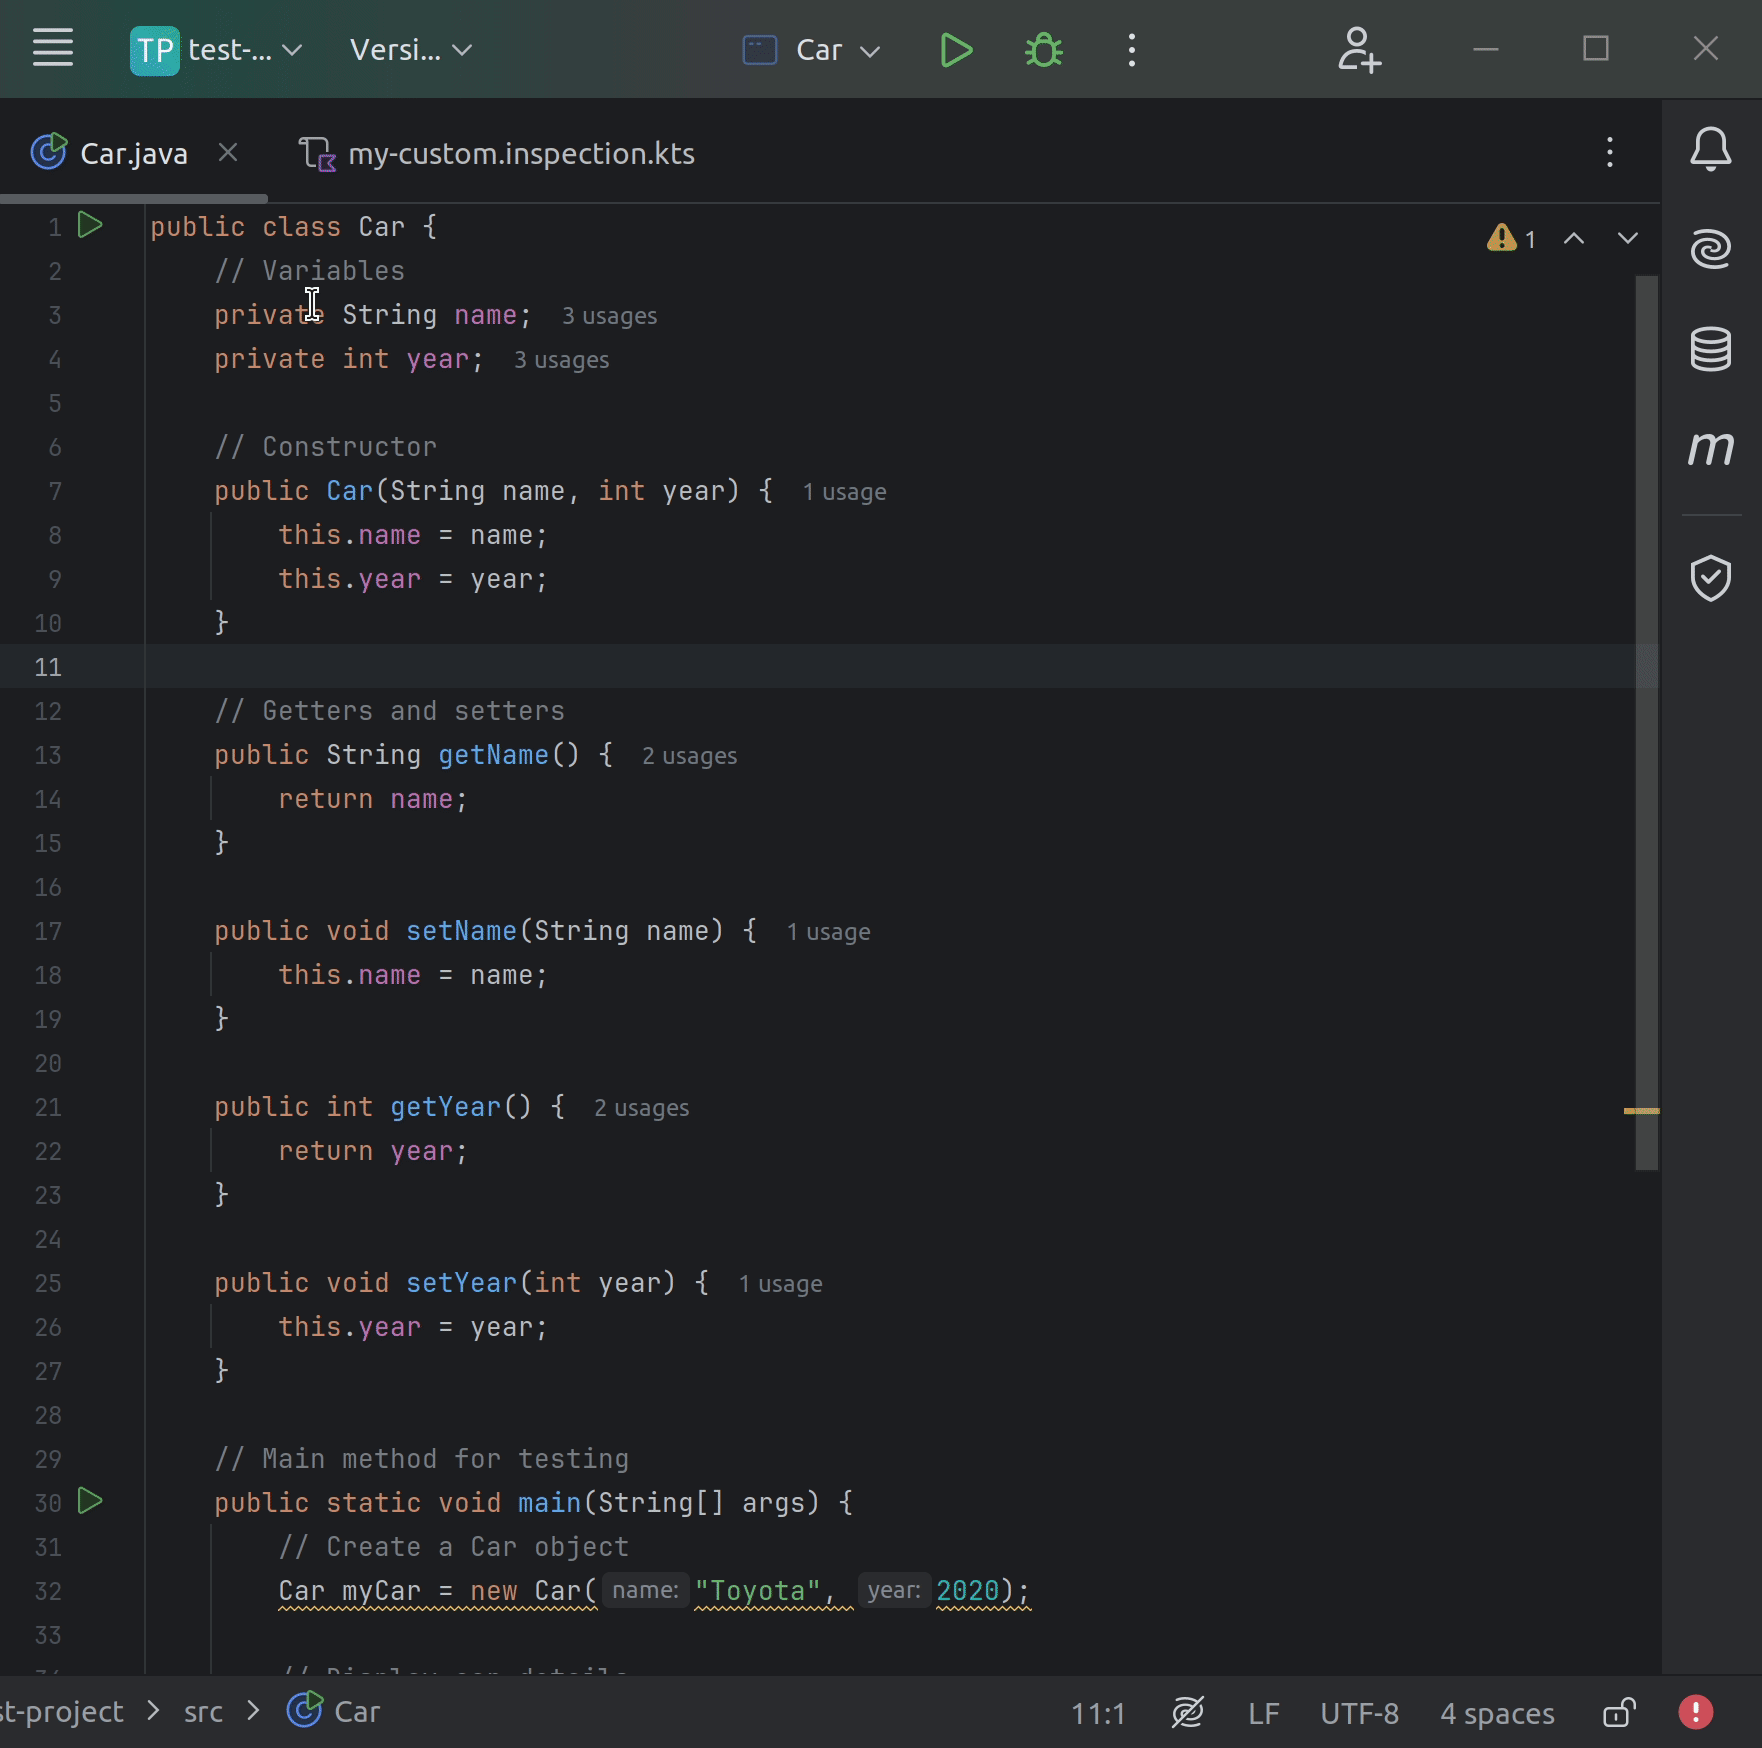 TP test-... Versi... Car
Car.java my-custom.inspection.kts
1 public class Car { 1
2 // Variables
3 private String name; 3 usages
4 private int year; 3 usages
5
6 // Constructor
7 public Car(String name, int year) { 1 usage
8 this.name = name;
9 this.year = year;
10 }
11
12 // Getters and setters
13 public String getName() { 2 usages
14 return name;
15 }
16
17 public void setName(String name) { 1 usage
18 this.name = name;
19 }
20
21 public int getYear() { 2 usages
22 return year;
23 }
24
25 public void setYear(int year) { 1 usage
26 this.year = year;
27 }
28
29 // Main method for testing
30 public static void main(String[] args) {
31 // Create a Car object
32 Car myCar = new Car( name: "Toyota", year: 2020);
33
34 // Display car details
st-project > src > Car 11:1 LF UTF-8 4 spaces